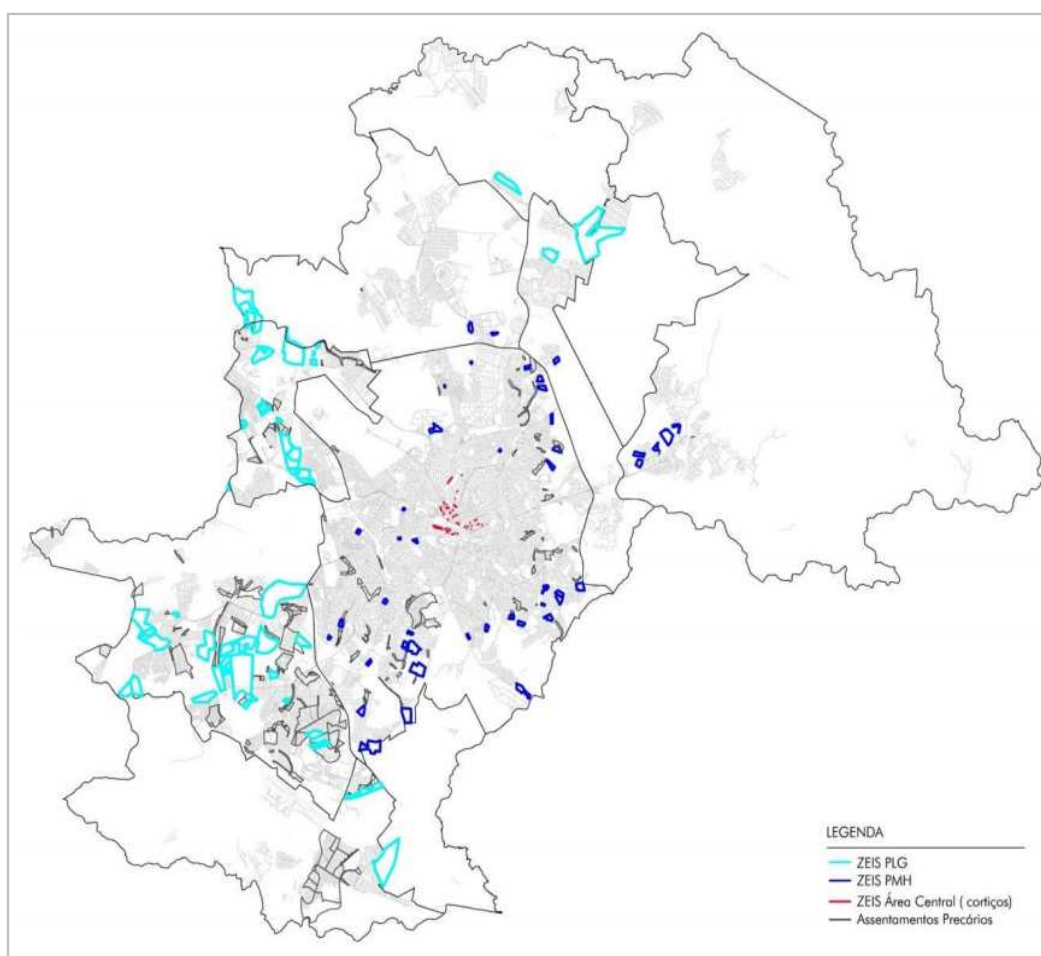 LEGENDA
ZEIS PLG
ZEIS PMH
ZEIS Área Central ( cortiços)
Assentamentos Precários